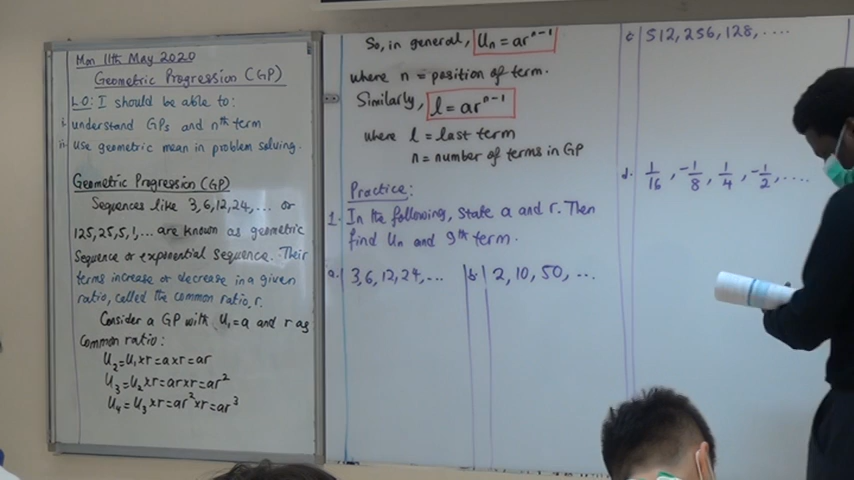 Mon 11th May 2020
Geometric Progression (GP)
L.O: I should be able to:
i. understand GPs and nth term
ii. Use geometric mean in problem solving.
Geometric Progression (GP)
Sequences like 3,6,12,24,... or
125,25,5,1,... are known as geometric
Sequence or exponential sequence. Their
terms increase or decrease in a given
ratio, called the common ratio, r.
Consider a GP with U₁=a and r as
Common ratio:
U₂=U₁×r=a×r=ar
U₃=U₂×r=ar×r=ar²
U₄=U₃×r=ar²×r=ar³
So, in general, Uₙ=arⁿ⁻¹
where n = position of term.
Similarly, l=arⁿ⁻¹
where l = last term
n = number of terms in GP
Practice:
1. In the following, state a and r. Then
find Uₙ and 9th term.
a. 3,6,12,24,...
b. 2, 10, 50, ...
c. 512, 256, 128, ....
d. 1/16, -1/8, 1/4, -1/2, ....